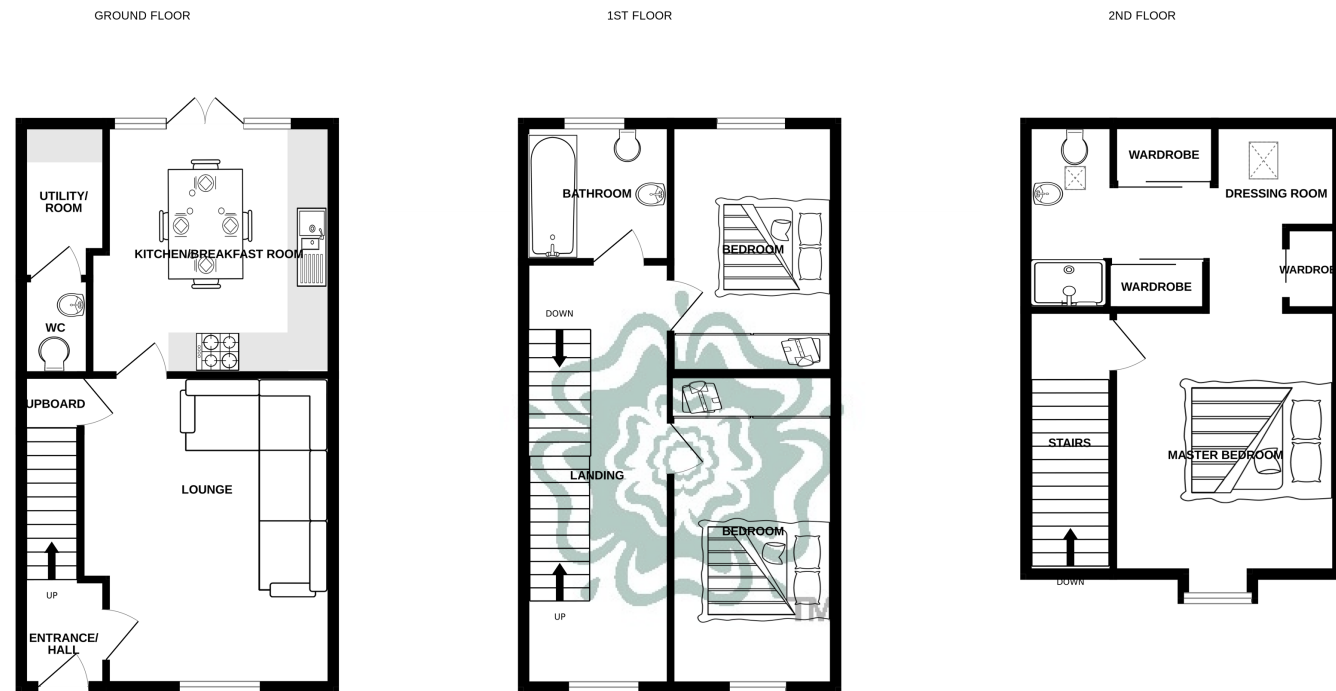 GROUND FLOOR
UTILITY/
ROOM
KITCHEN/BREAKFAST ROOM
WC
UPBOARD
LOUNGE
UP
ENTRANCE/
HALL
1ST FLOOR
BATHROOM
BEDROOM
DOWN
LANDING
BEDROOM
UP
TM
2ND FLOOR
WARDROBE
DRESSING ROOM
WARDROBE
WARDROB
STAIRS
MASTER BEDROOM
DOWN